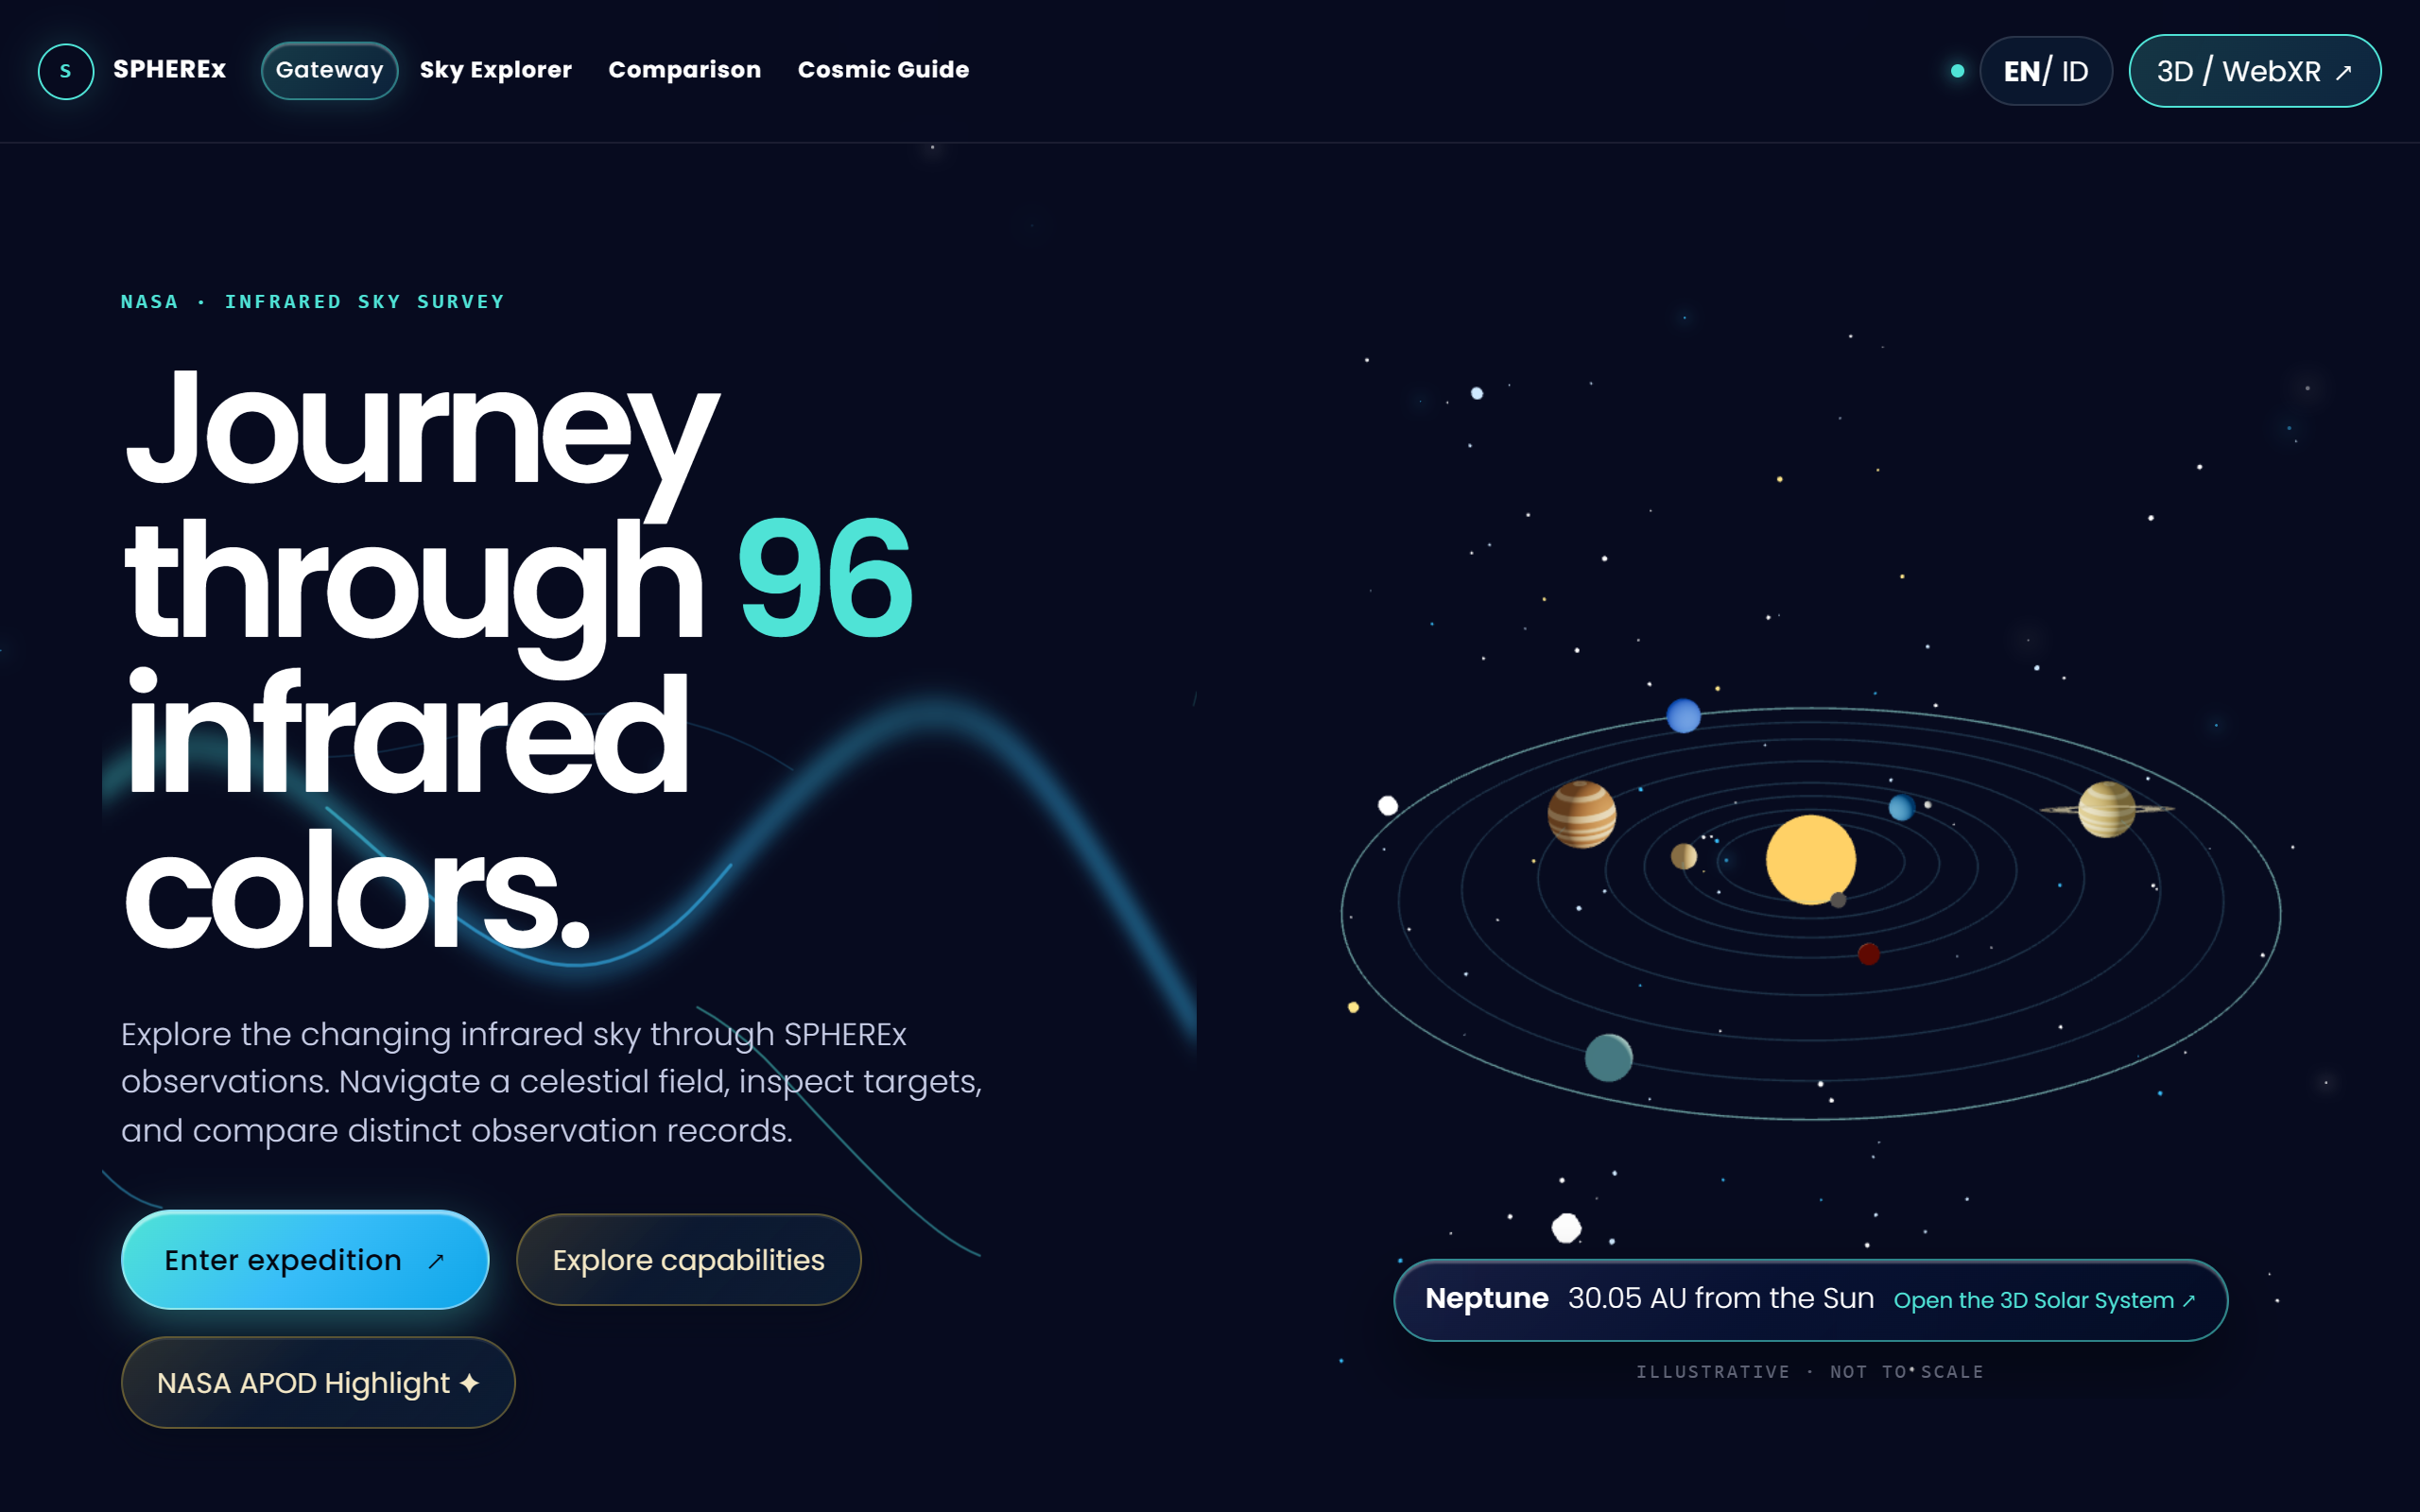 S SPHEREx Gateway Sky Explorer Comparison Cosmic Guide EN/ ID 3D / WebXR ↗
NASA · INFRARED SKY SURVEY
Journey
through 96
infrared
colors.
Explore the changing infrared sky through SPHEREx
observations. Navigate a celestial field, inspect targets,
and compare distinct observation records.
Enter expedition ↗ Explore capabilities
NASA APOD Highlight ✦
Neptune 30.05 AU from the Sun Open the 3D Solar System ↗
ILLUSTRATIVE · NOT TO SCALE